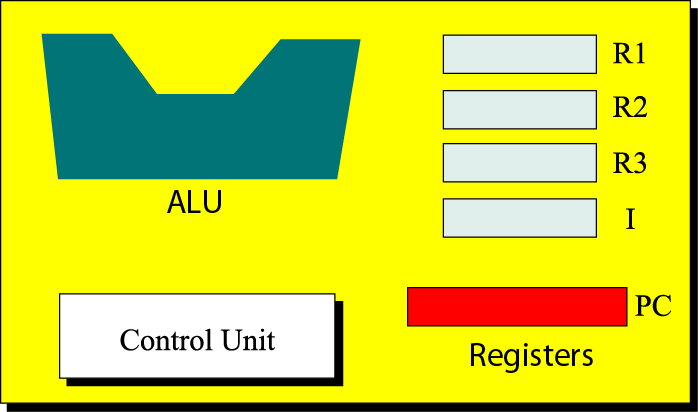 R1
R2
R3
ALU
I
PC
Control Unit
Registers